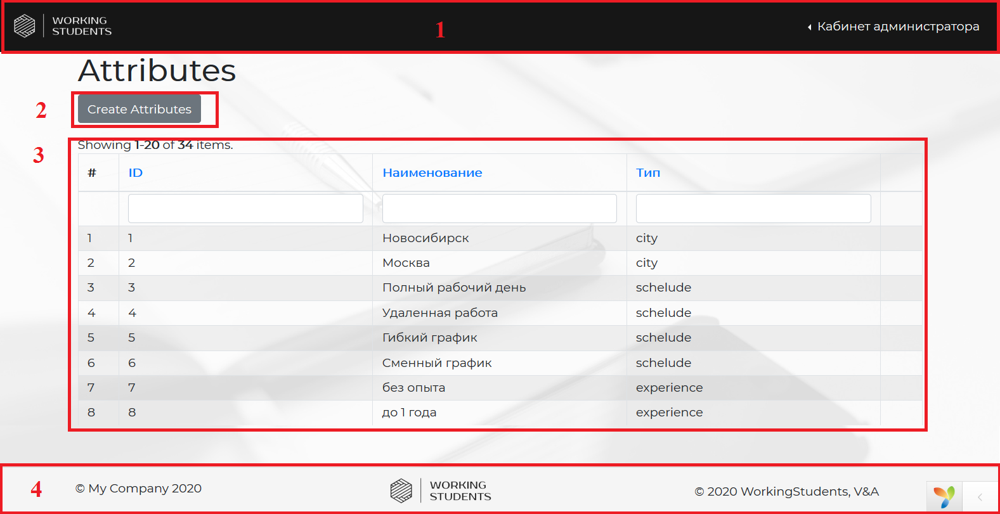 WORKING
STUDENTS
1
Кабинет администратора
Attributes
2
Create Attributes
3
Showing 1-20 of 34 items.
# ID Наименование Тип
1 1 Новосибирск city
2 2 Москва city
3 3 Полный рабочий день schelude
4 4 Удаленная работа schelude
5 5 Гибкий график schelude
6 6 Сменный график schelude
7 7 без опыта experience
8 8 до 1 года experience
4
© My Company 2020
WORKING
STUDENTS
© 2020 WorkingStudents, V&A